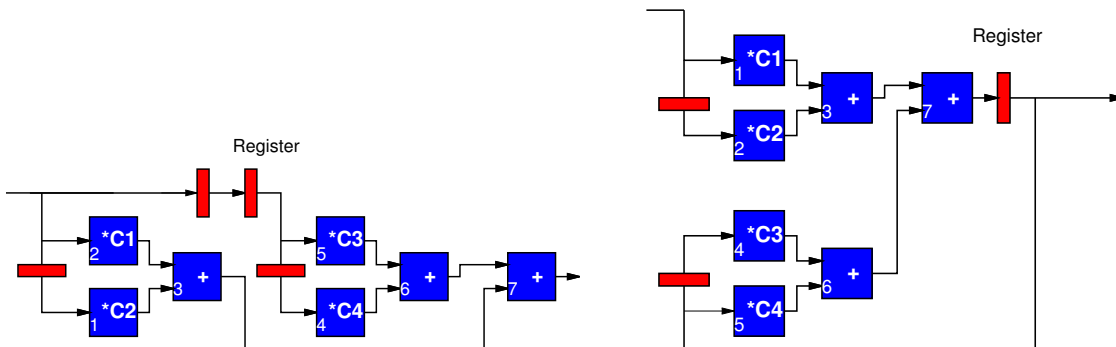 Register
*C1
2
*C2
1
+
3
*C3
5
*C4
4
+
6
+
7
Register
*C1
1
*C2
2
+
3
+
7
*C3
4
*C4
5
+
6